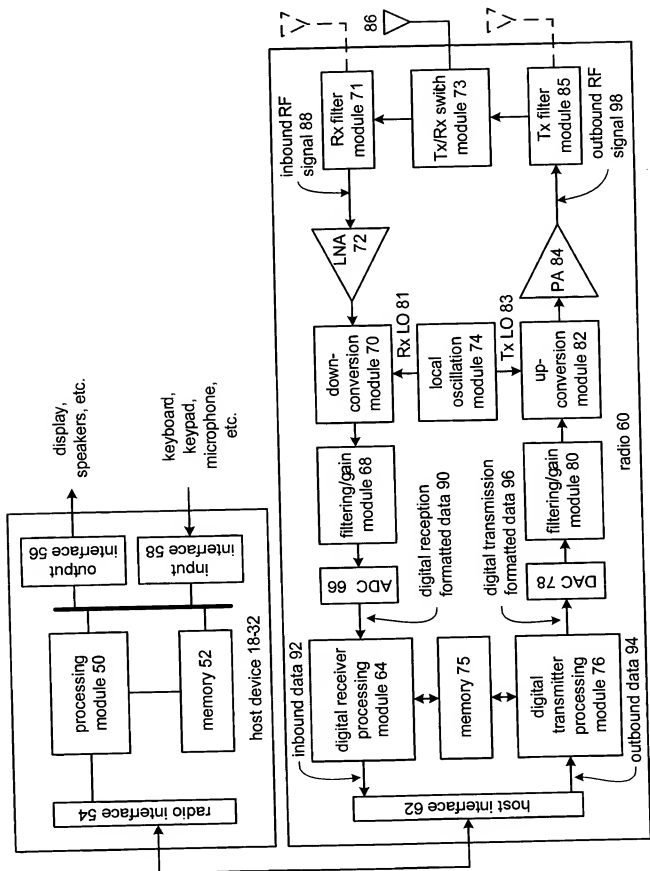 radio interface 54
processing
module 50
memory 52
host device 18-32
output
interface 56
input
interface 58
display,
speakers, etc.
keyboard,
keypad,
microphone,
etc.
host interface 62
inbound data 92
digital receiver
processing
module 64
memory 75
digital
transmitter
processing
module 76
outbound data 94
ADC 66
digital reception
formatted data 90
digital transmission
formatted data 96
DAC 78
filtering/gain
module 68
filtering/gain
module 80
radio 60
down-
conversion
module 70
Rx LO 81
local
oscillation
module 74
Tx LO 83
up-
conversion
module 82
LNA
72
PA 84
inbound RF
signal 88
outbound RF
signal 98
Rx filter
module 71
Tx/Rx switch
module 73
Tx filter
module 85
86